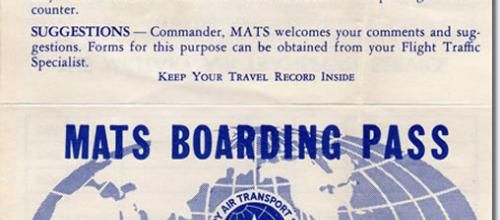 counter.
SUGGESTIONS — Commander, MATS welcomes your comments and sug-
gestions. Forms for this purpose can be obtained from your Flight Traffic
Specialist.
KEEP YOUR TRAVEL RECORD INSIDE
MATS BOARDING PASS
AIR TRANSPORT